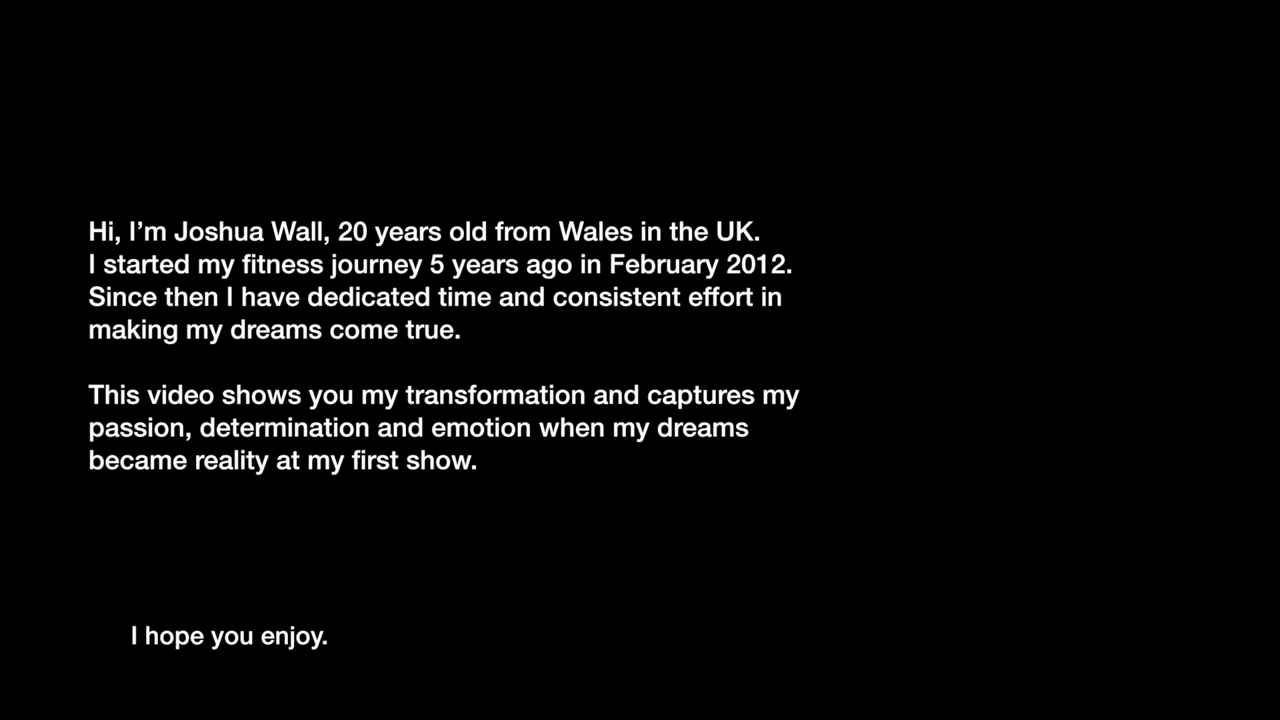 Hi, I’m Joshua Wall, 20 years old from Wales in the UK.
I started my fitness journey 5 years ago in February 2012.
Since then I have dedicated time and consistent effort in
making my dreams come true.
This video shows you my transformation and captures my
passion, determination and emotion when my dreams
became reality at my first show.
I hope you enjoy.